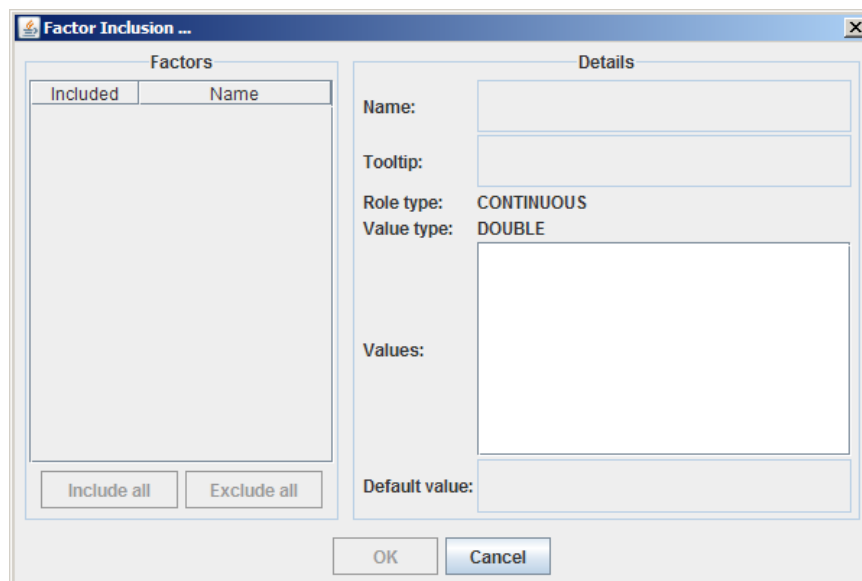 Factor Inclusion ...
Factors
Included Name
Include all Exclude all
Details
Name:
Tooltip:
Role type: CONTINUOUS
Value type: DOUBLE
Values:
Default value:
OK Cancel